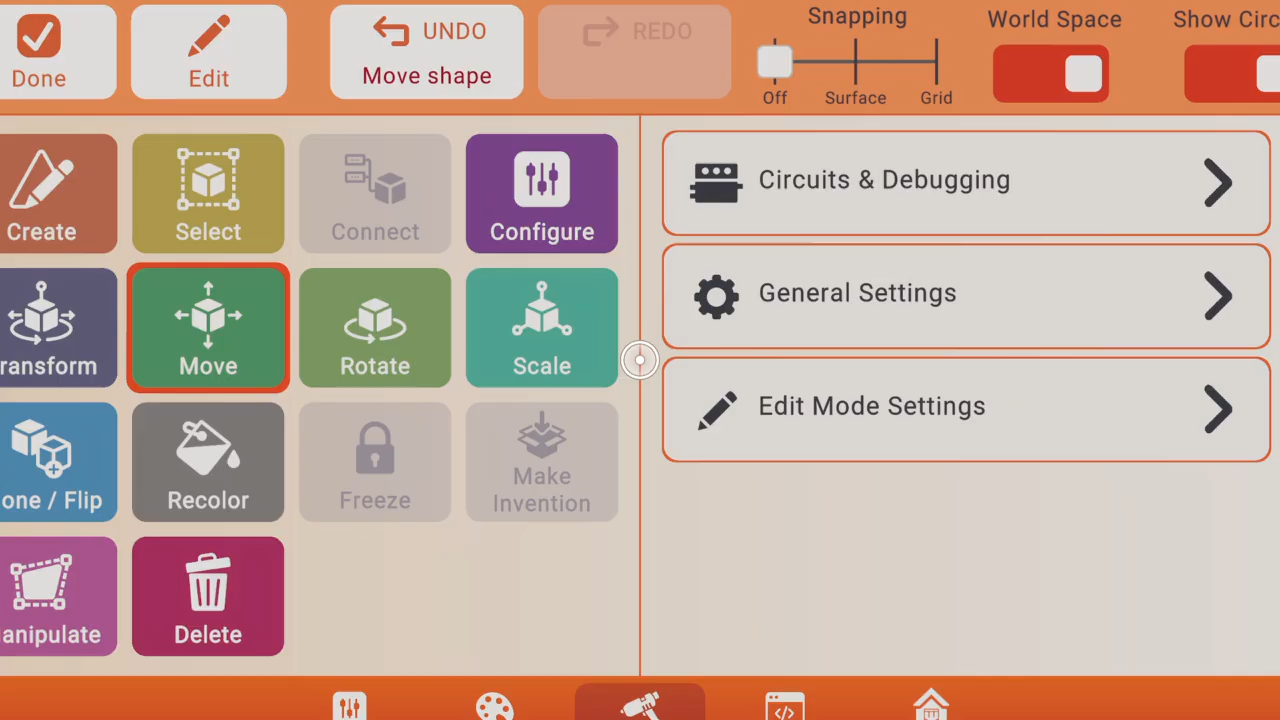 Done
Edit
UNDO
Move shape
REDO
Snapping
Off
Surface
Grid
World Space
Show Circ
Create
Select
Connect
Configure
ransform
Move
Rotate
Scale
one / Flip
Recolor
Freeze
Make
Invention
anipulate
Delete
Circuits & Debugging
General Settings
Edit Mode Settings